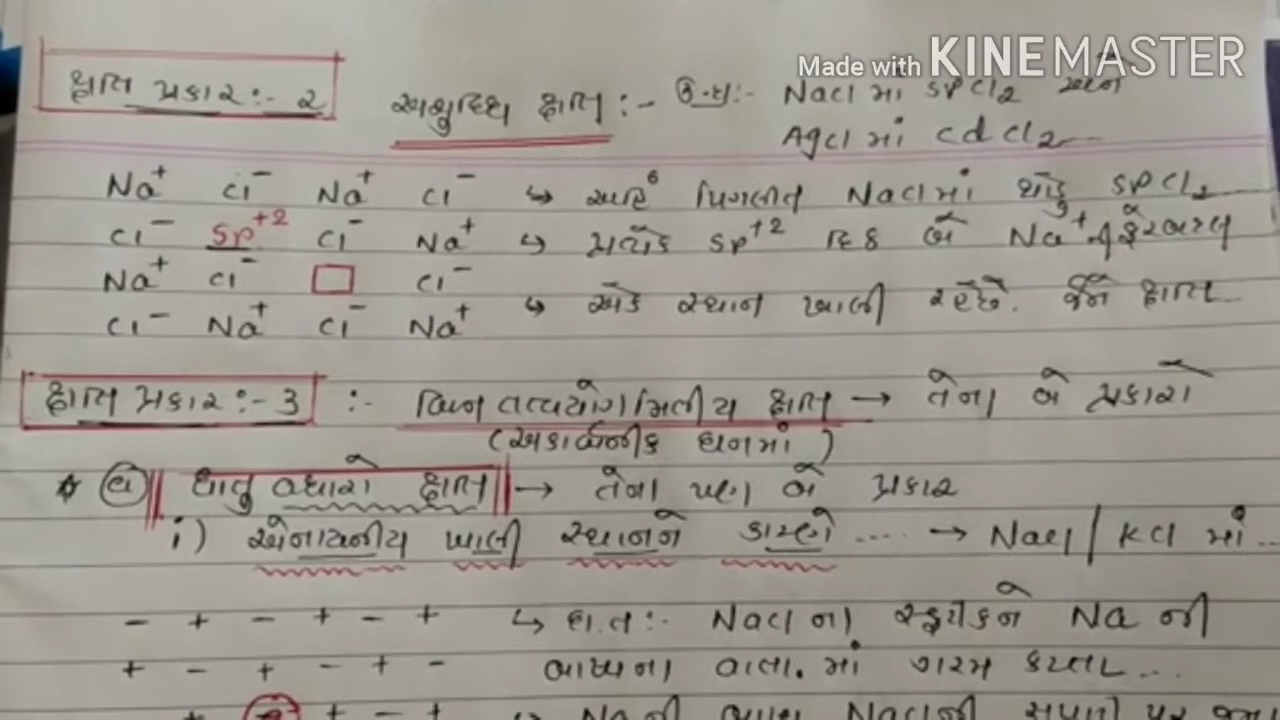 Made with KINEMASTER
ક્ષતિ પ્રકાર:- ૨
અશુદ્ધિ ક્ષતિ :- ઉ.દા:- NaCl માં SrCl2 અને
AgCl માં CdCl2
Na+ Cl- Na+ Cl- ↳ અહિં પિગલીત NaCl માં થોડુ SrCl2
Cl- Sr+2 Cl- Na+ ↳ પ્રત્યેક Sr+2 દિઠ બે Na+ નુ
Na+ Cl- □ Cl-
↳ એક સ્થાન ખાલી રહેછે. જેને ક્ષતિ
Cl- Na+ Cl- Na+
ક્ષતિ પ્રકાર:- 3 :- બિન તત્વયોગમિતીય ક્ષતિ → તેના બે પ્રકારો
(અકાર્બનીક ઘનમાં)
ધાતુ વધારો ક્ષતિ → તેના પણ બે પ્રકાર
i) એનાયનીય ખાલી સ્થાનને કારણે .... → NaCl / KCl માં ...
- + - + - + ↳ દા.ત:- NaCl ના સ્ફટીકને Na ની
+ - + - + - બાષ્પના વાતા. માં ગરમ કરતા ...